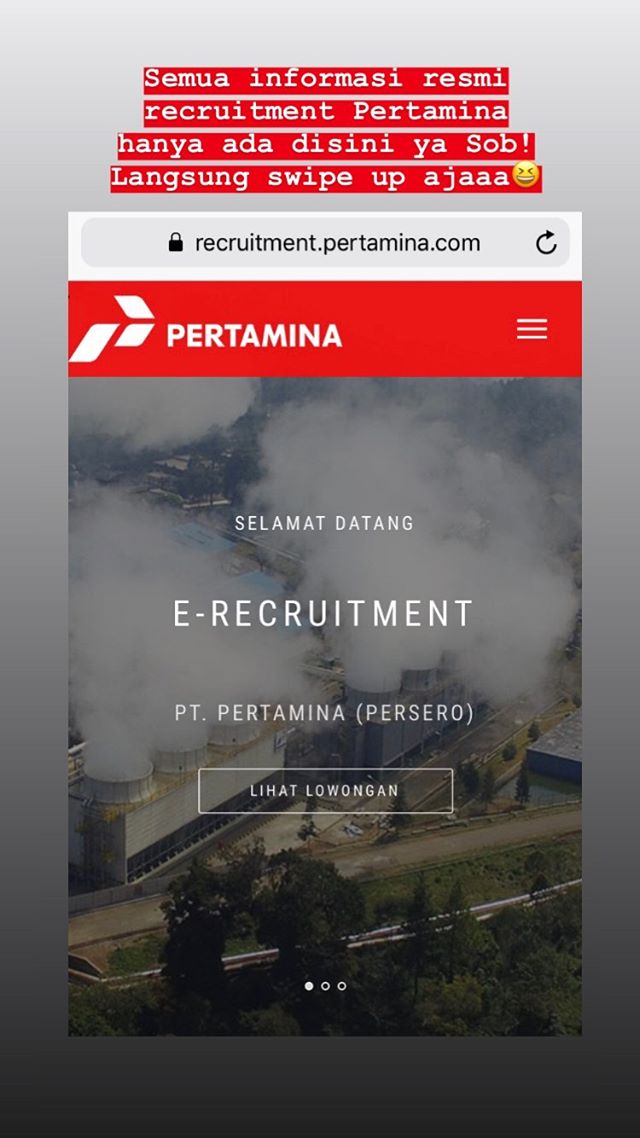 Semua informasi resmi
recruitment Pertamina
hanya ada disini ya Sob!
Langsung swipe up ajaaa😆
recruitment.pertamina.com
PERTAMINA
SELAMAT DATANG
E-RECRUITMENT
PT. PERTAMINA (PERSERO)
LIHAT LOWONGAN